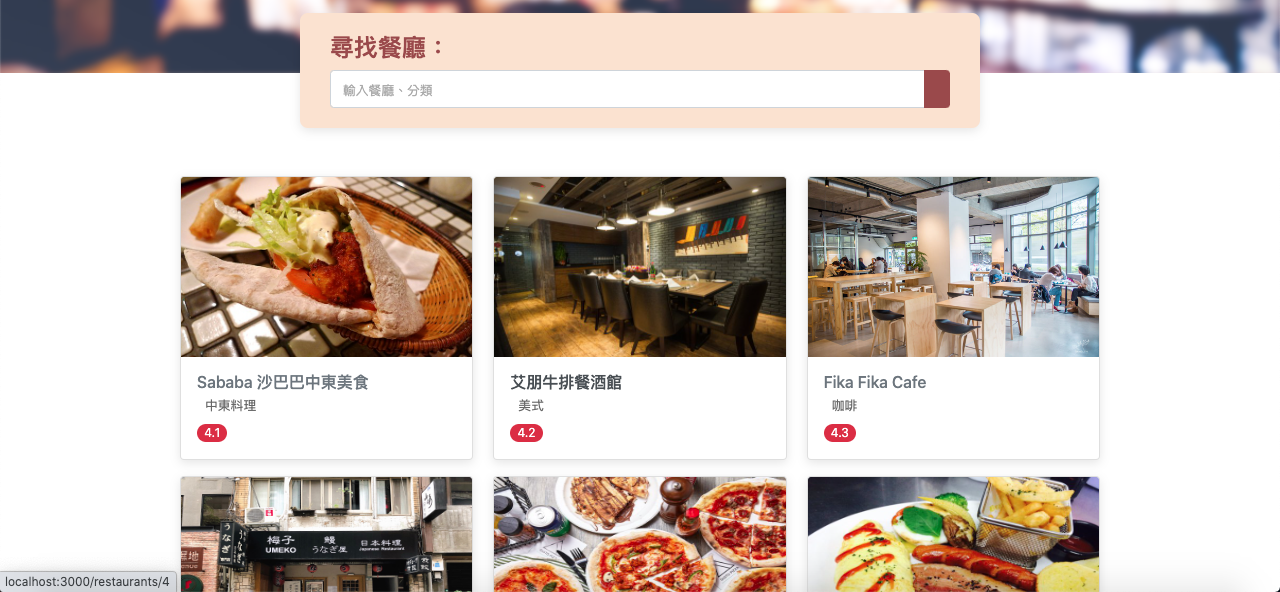 尋找餐廳：
輸入餐廳、分類
Sababa 沙巴巴中東美食
中東料理
4.1
艾朋牛排餐酒館
美式
4.2
Fika Fika Cafe
咖啡
4.3
うなぎ
梅子 鰻 日本料理
UMEKO うなぎ屋 Japanese Restaurant
localhost:3000/restaurants/4